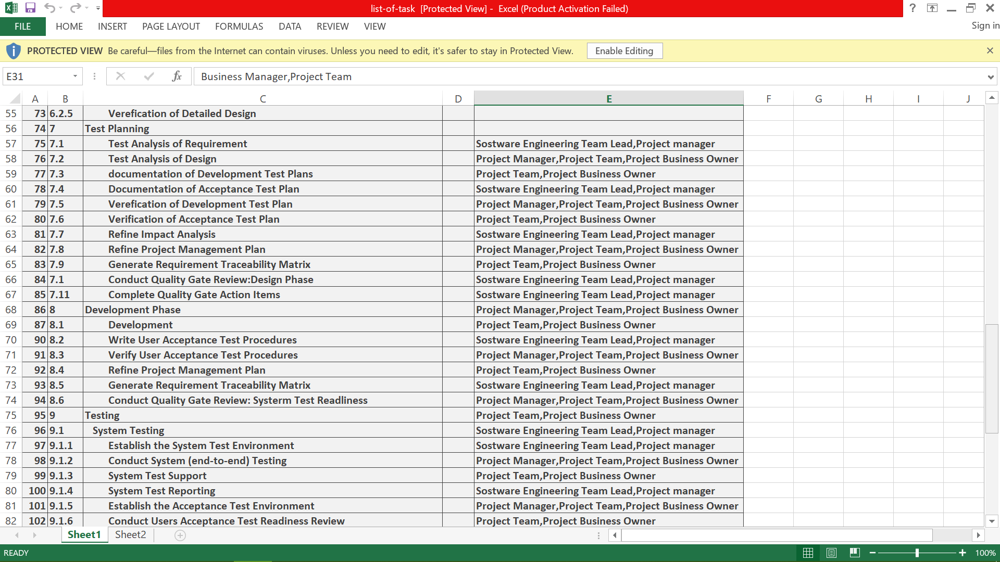 list-of-task [Protected View] - Excel (Product Activation Failed)
FILE HOME INSERT PAGE LAYOUT FORMULAS DATA REVIEW VIEW Sign in
PROTECTED VIEW Be careful—files from the Internet can contain viruses. Unless you need to edit, it's safer to stay in Protected View. Enable Editing
E31 fx Business Manager,Project Team
A B C D E F G H I J
55 73 6.2.5 Verefication of Detailed Design
56 74 7 Test Planning
57 75 7.1 Test Analysis of Requirement Sostware Engineering Team Lead,Project manager
58 76 7.2 Test Analysis of Design Project Manager,Project Team,Project Business Owner
59 77 7.3 documentation of Development Test Plans Project Team,Project Business Owner
60 78 7.4 Documentation of Acceptance Test Plan Sostware Engineering Team Lead,Project manager
61 79 7.5 Verefication of Development Test Plan Project Manager,Project Team,Project Business Owner
62 80 7.6 Verification of Acceptance Test Plan Project Team,Project Business Owner
63 81 7.7 Refine Impact Analysis Sostware Engineering Team Lead,Project manager
64 82 7.8 Refine Project Management Plan Project Manager,Project Team,Project Business Owner
65 83 7.9 Generate Requirement Traceability Matrix Project Team,Project Business Owner
66 84 7.1 Conduct Quality Gate Review:Design Phase Sostware Engineering Team Lead,Project manager
67 85 7.11 Complete Quality Gate Action Items Sostware Engineering Team Lead,Project manager
68 86 8 Development Phase Project Manager,Project Team,Project Business Owner
69 87 8.1 Development Project Team,Project Business Owner
70 90 8.2 Write User Acceptance Test Procedures Sostware Engineering Team Lead,Project manager
71 91 8.3 Verify User Acceptance Test Procedures Project Manager,Project Team,Project Business Owner
72 92 8.4 Refine Project Management Plan Project Team,Project Business Owner
73 93 8.5 Generate Requirement Traceability Matrix Sostware Engineering Team Lead,Project manager
74 94 8.6 Conduct Quality Gate Review: Systerm Test Readliness Project Manager,Project Team,Project Business Owner
75 95 9 Testing Project Team,Project Business Owner
76 96 9.1 System Testing Sostware Engineering Team Lead,Project manager
77 97 9.1.1 Establish the System Test Environment Sostware Engineering Team Lead,Project manager
78 98 9.1.2 Conduct System (end-to-end) Testing Project Manager,Project Team,Project Business Owner
79 99 9.1.3 System Test Support Project Team,Project Business Owner
80 100 9.1.4 System Test Reporting Sostware Engineering Team Lead,Project manager
81 101 9.1.5 Establish the Acceptance Test Environment Project Manager,Project Team,Project Business Owner
82 102 9.1.6 Conduct Users Acceptance Test Readiness Review Project Team,Project Business Owner
Sheet1 Sheet2
READY 100%